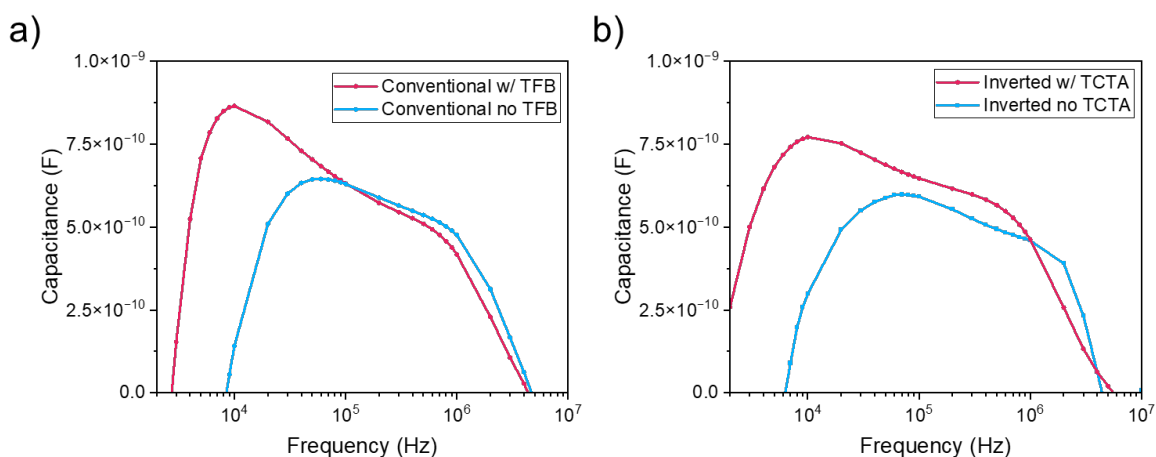 a)
1.0×10⁻⁹
7.5×10⁻¹⁰
5.0×10⁻¹⁰
2.5×10⁻¹⁰
0.0
Capacitance (F)
Conventional w/ TFB
Conventional no TFB
10⁴ 10⁵ 10⁶ 10⁷
Frequency (Hz)
b)
1.0×10⁻⁹
7.5×10⁻¹⁰
5.0×10⁻¹⁰
2.5×10⁻¹⁰
0.0
Capacitance (F)
Inverted w/ TCTA
Inverted no TCTA
10⁴ 10⁵ 10⁶ 10⁷
Frequency (Hz)